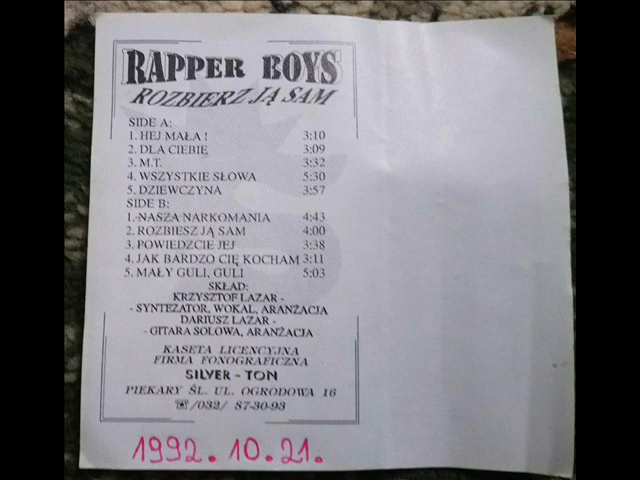 RAPPER BOYS
ROZBIERZ JĄ SAM
SIDE A:
1. HEJ MAŁA ! 3:10
2. DLA CIEBIE 3:09
3. M.T. 3:32
4. WSZYSTKIE SŁOWA 5:30
5. DZIEWCZYNA 3:57
SIDE B:
1. NASZA NARKOMANIA 4:43
2. ROZBIESZ JĄ SAM 4:00
3. POWIEDZCIE JEJ 3:38
4. JAK BARDZO CIĘ KOCHAM 3:11
5. MAŁY GULI, GULI 5:03
SKŁAD:
KRZYSZTOF LAZAR -
- SYNTEZATOR, WOKAL, ARANŻACJA
DARIUSZ LAZAR -
- GITARA SOLOWA, ARANŻACJA
KASETA LICENCYJNA
FIRMA FONOGRAFICZNA
SILVER - TON
PIEKARY ŚL. UL. OGRODOWA 16
☎/032/ 87-30-93
1992.10.21.